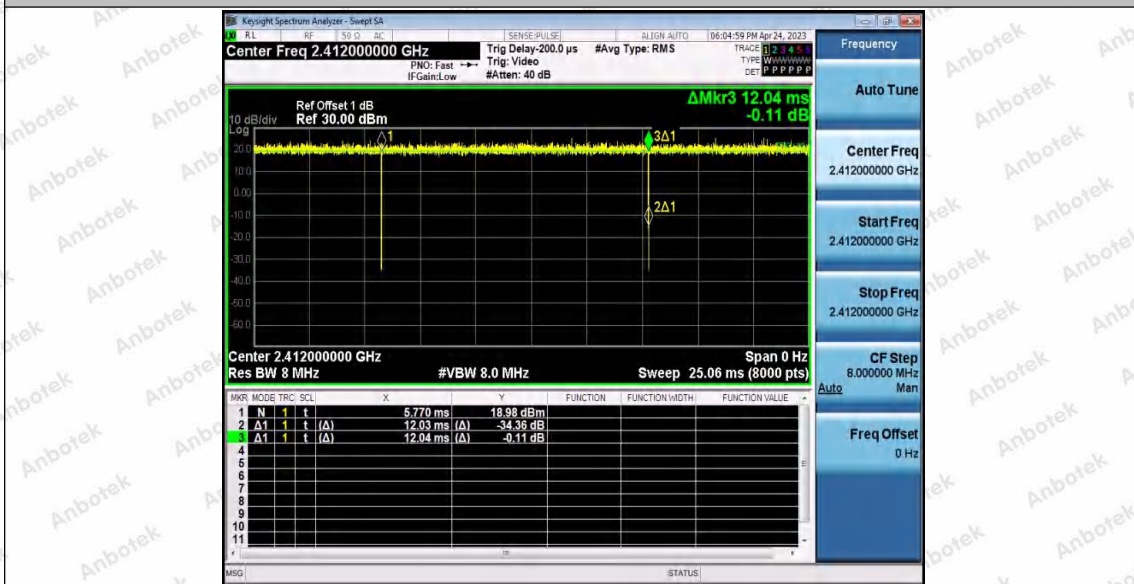 Keysight Spectrum Analyzer - Swept SA
RL RF 50 Ω AC SENSE:PULSE ALIGN AUTO 06:04:59 PM Apr 24, 2023
Center Freq 2.412000000 GHz
PNO: Fast
IFGain:Low
Trig Delay-200.0 µs
Trig: Video
#Atten: 40 dB
#Avg Type: RMS
TRACE 1 2 3 4 5 6
TYPE WWWWWW
DET P P P P P P
Ref Offset 1 dB
10 dB/div Ref 30.00 dBm
Log
ΔMkr3 12.04 ms
-0.11 dB
20.0
10.0
0.00
-10.0
-20.0
-30.0
-40.0
-50.0
-60.0
1
3Δ1
2Δ1
Center 2.412000000 GHz Span 0 Hz
Res BW 8 MHz #VBW 8.0 MHz Sweep 25.06 ms (8000 pts)
MKR MODE TRC SCL X Y FUNCTION FUNCTION WIDTH FUNCTION VALUE
1 N 1 t 5.770 ms 18.98 dBm
2 Δ1 1 t (Δ) 12.03 ms (Δ) -34.36 dB
3 Δ1 1 t (Δ) 12.04 ms (Δ) -0.11 dB
4
5
6
7
8
9
10
11
MSG STATUS
Frequency
Auto Tune
Center Freq
2.412000000 GHz
Start Freq
2.412000000 GHz
Stop Freq
2.412000000 GHz
CF Step
8.000000 MHz
Auto Man
Freq Offset
0 Hz
Anbotek